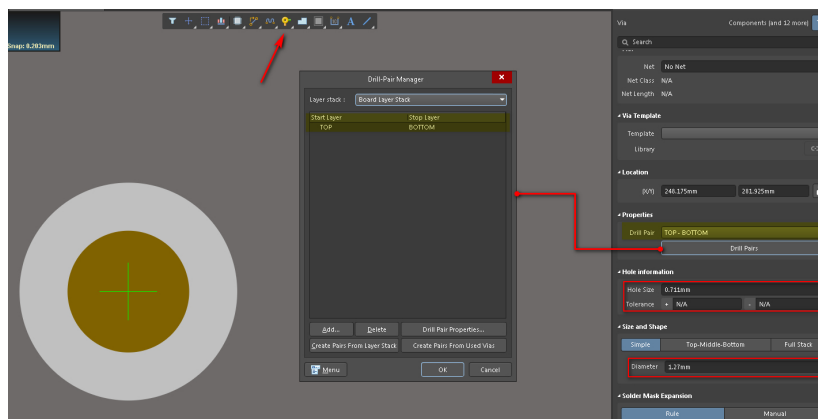 Snap: 0.203mm
A
Drill-Pair Manager
Layer stack :
Board Layer Stack
Start Layer Stop Layer
TOP BOTTOM
Add... Delete Drill Pair Properties...
Create Pairs From Layer Stack Create Pairs From Used Vias
Menu OK Cancel
Via Components (and 12 more)
Search
Net No Net
Net Class N/A
Net Length N/A
Via Template
Template
Library
Location
(X/Y) 248.175mm 201.925mm
Properties
Drill Pair TOP - BOTTOM
Drill Pairs
Hole information
Hole Size 0.711mm
Tolerance + N/A - N/A
Size and Shape
Simple Top-Middle-Bottom Full Stack
Diameter 1.27mm
Solder Mask Expansion
Rule Manual